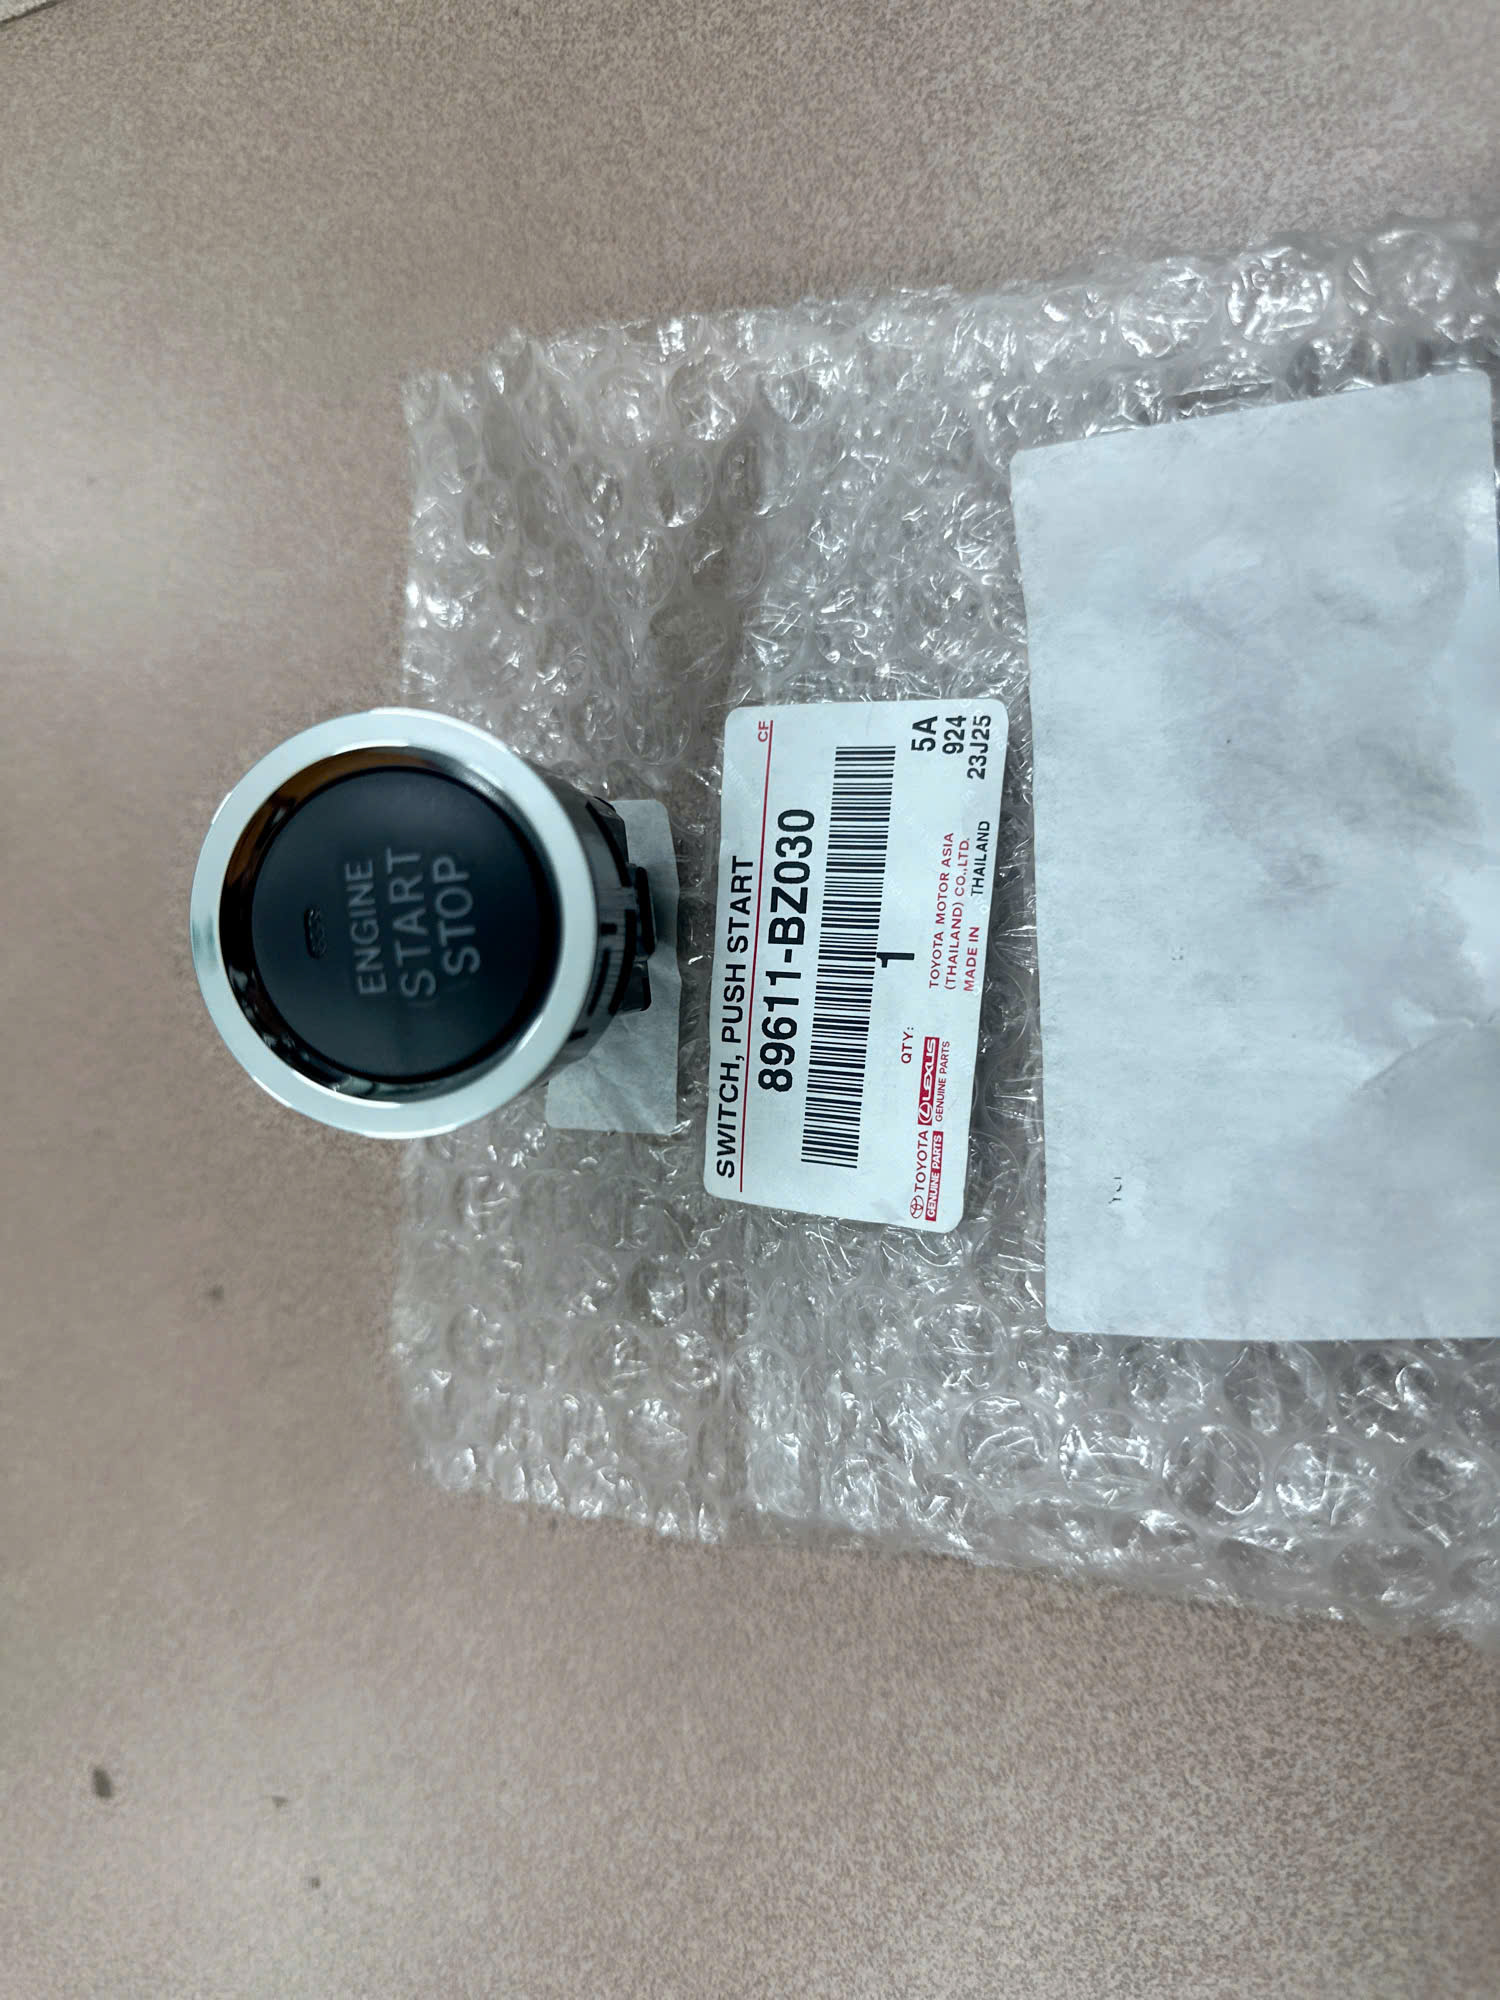 ENGINE
START
STOP
SWITCH, PUSH START
CF
89611-BZ030
QTY: 1
5A
924
23J25
TOYOTA
GENUINE PARTS
LEXUS
GENUINE PARTS
TOYOTA MOTOR ASIA
(THAILAND) CO.,LTD.
MADE IN THAILAND